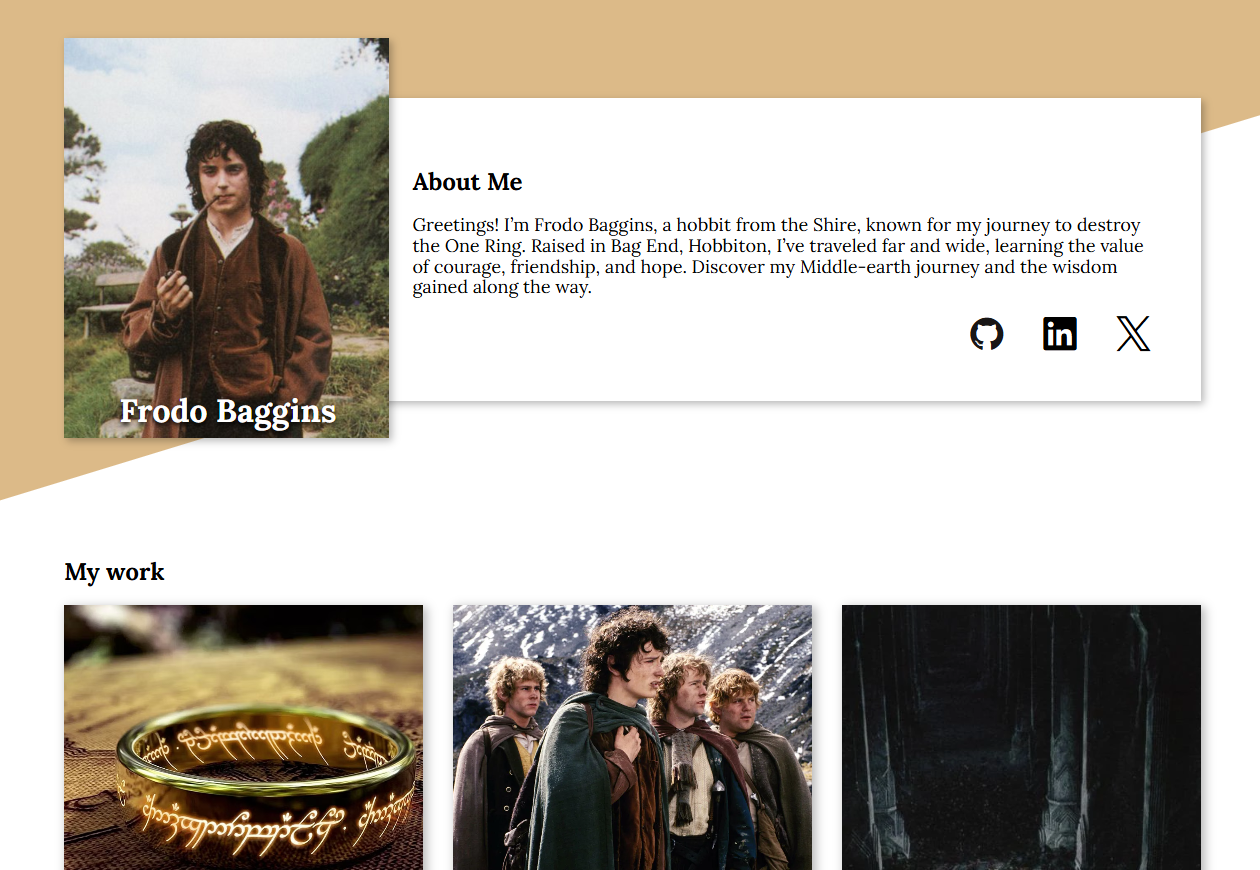 Frodo Baggins
About Me
Greetings! I’m Frodo Baggins, a hobbit from the Shire, known for my journey to destroy
the One Ring. Raised in Bag End, Hobbiton, I’ve traveled far and wide, learning the value
of courage, friendship, and hope. Discover my Middle-earth journey and the wisdom
gained along the way.
in
My work